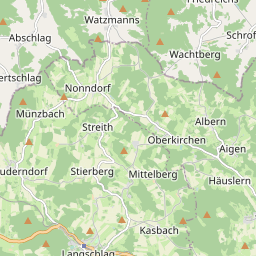 Friedreichs
Watzmanns
Abschlag
Schrof
Wachtberg
ertschlag
Nonndorf
Münzbach
Albern
Streith
Oberkirchen
Aigen
uderndorf
Stierberg
Mittelberg
Häuslern
Kasbach
Langschlag